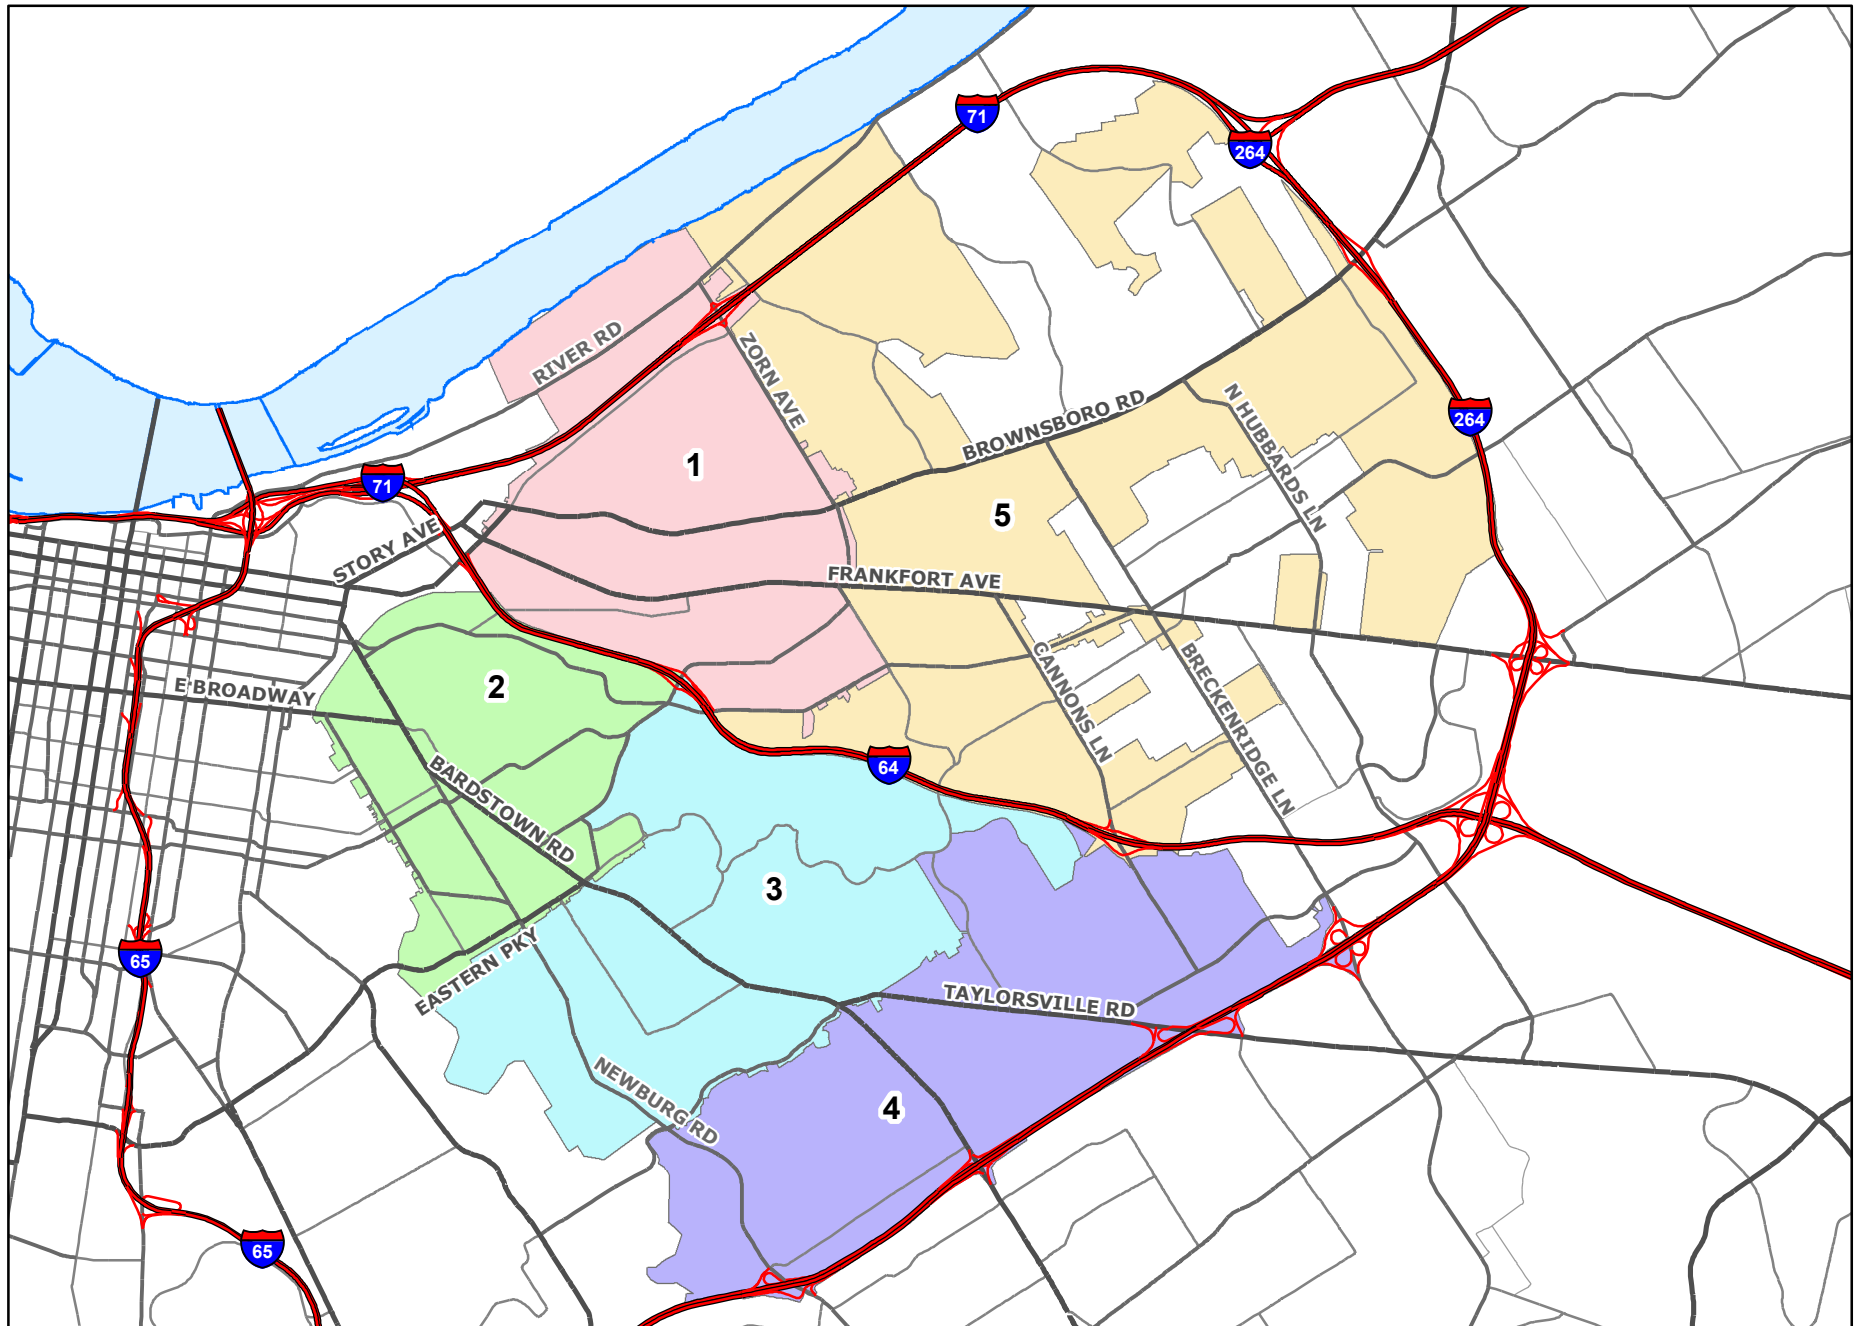 71
264
RIVER RD
ZORN AVE
BROWNSBORO RD
N HUBBARDS LN
264
1
71
5
STORY AVE
FRANKFORT AVE
2
E BROADWAY
CANNONS LN
BRECKENRIDGE LN
64
BARDSTOWN RD
3
65
EASTERN PKY
TAYLORSVILLE RD
NEWBURG RD
4
65